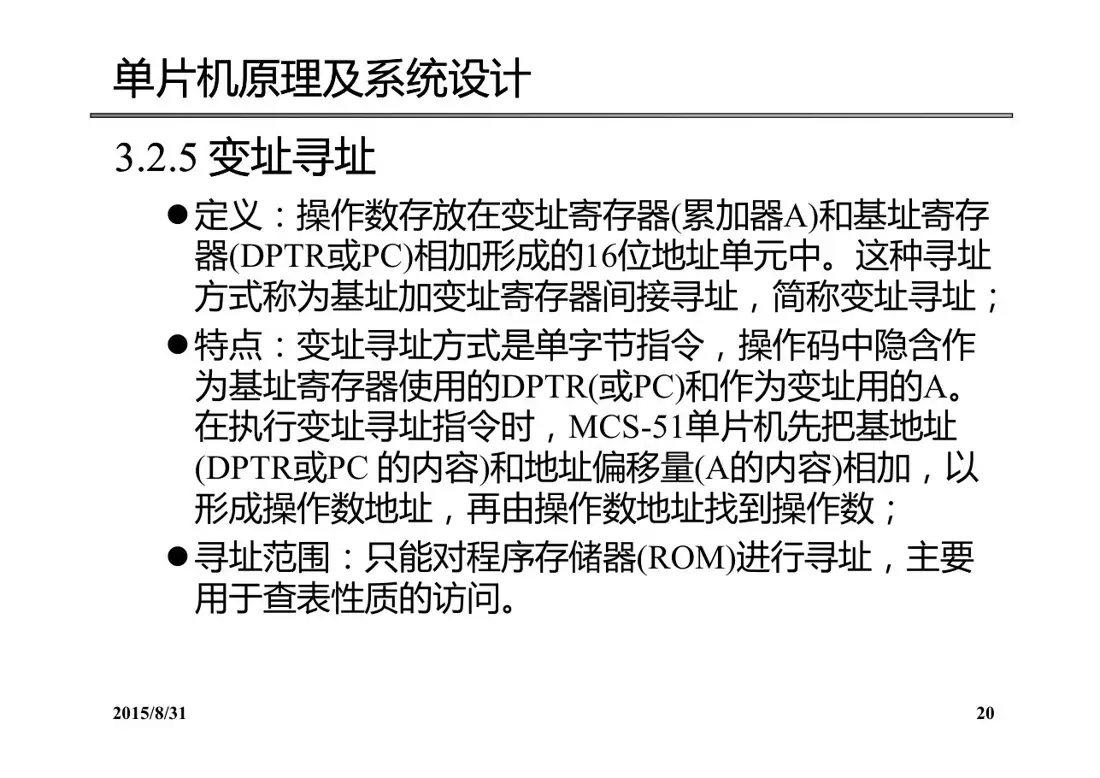 单片机原理及系统设计
3.2.5 变址寻址
●定义：操作数存放在变址寄存器(累加器A)和基址寄存
器(DPTR或PC)相加形成的16位地址单元中。这种寻址
方式称为基址加变址寄存器间接寻址，简称变址寻址；
●特点：变址寻址方式是单字节指令，操作码中隐含作
为基址寄存器使用的DPTR(或PC)和作为变址用的A。
在执行变址寻址指令时，MCS-51单片机先把基地址
(DPTR或PC 的内容)和地址偏移量(A的内容)相加，以
形成操作数地址，再由操作数地址找到操作数；
●寻址范围：只能对程序存储器(ROM)进行寻址，主要
用于查表性质的访问。
2015/8/31
20